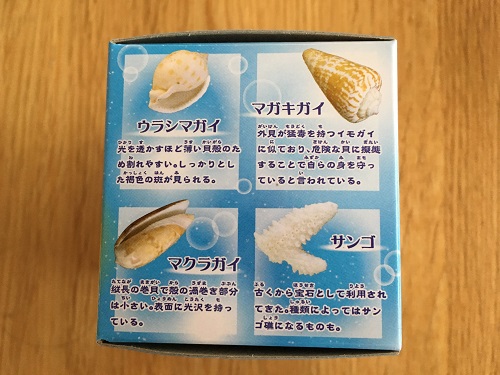 ウラシマガイ
光を透かすほど薄い貝殻のた
め割れやすい。しっかりとし
た褐色の斑が見られる。
マガキガイ
外見が猛毒を持つイモガイ
に似ており、危険な貝に擬態
することで自らの身を守っ
ていると言われている。
マクラガイ
縦長の巻貝で殻の渦巻き部分
は小さい。表面に光沢を持っ
ている。
サンゴ
古くから宝石として利用され
てきた。種類によってはサン
ゴ礁になるものも。